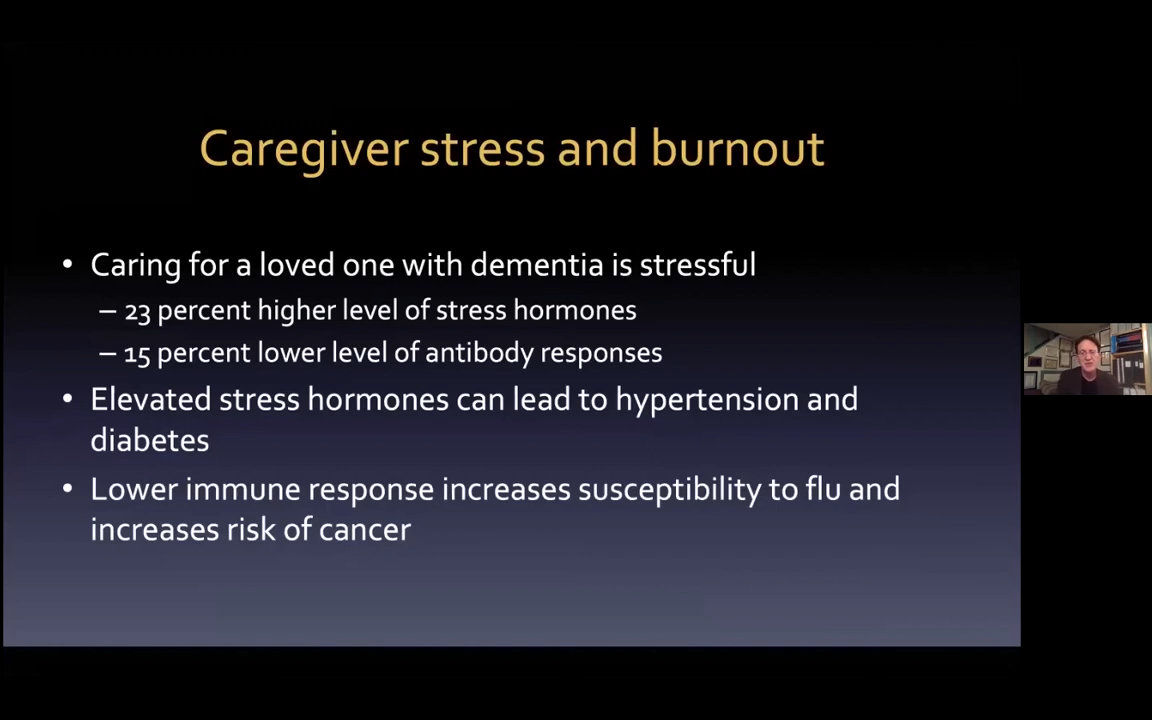 Caregiver stress and burnout
• Caring for a loved one with dementia is stressful
– 23 percent higher level of stress hormones
– 15 percent lower level of antibody responses
• Elevated stress hormones can lead to hypertension and
diabetes
• Lower immune response increases susceptibility to flu and
increases risk of cancer